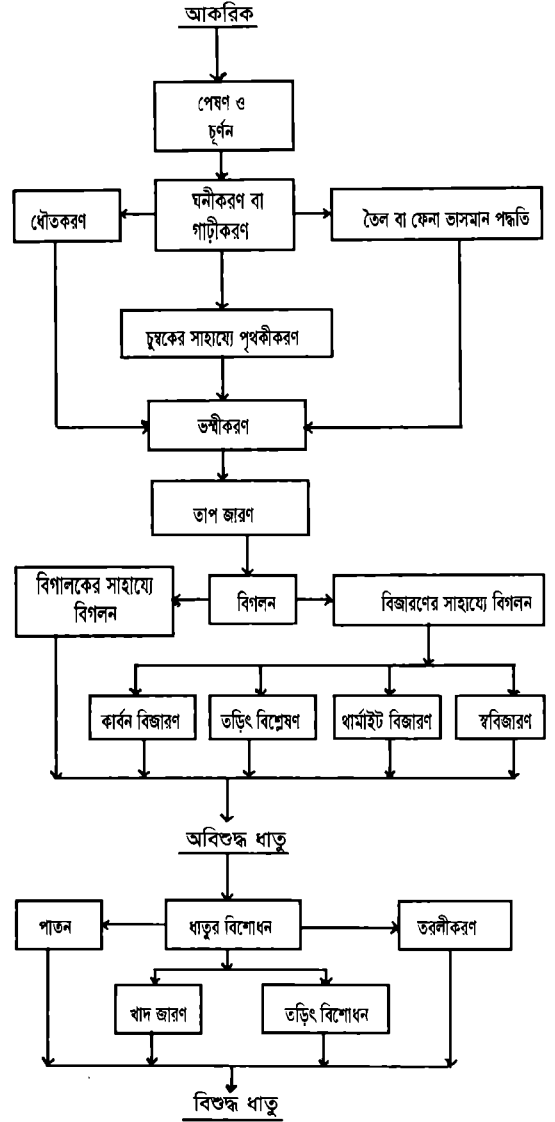 আকরিক
পেষণ ও
চূর্ণন
ঘনীকরণ বা
গাঢ়ীকরণ
ধৌতকরণ
তৈল বা ফেনা ভাসমান পদ্ধতি
চুম্বকের সাহায্যে পৃথকীকরণ
ভস্মীকরণ
তাপ জারণ
বিগালকের সাহায্যে
বিগলন
বিগলন
বিজারণের সাহায্যে বিগলন
কার্বন বিজারণ
তড়িৎ বিশ্লেষণ
থার্মাইট বিজারণ
স্ববিজারণ
অবিশুদ্ধ ধাতু
পাতন
ধাতুর বিশোধন
তরলীকরণ
খাদ জারণ
তড়িৎ বিশোধন
বিশুদ্ধ ধাতু